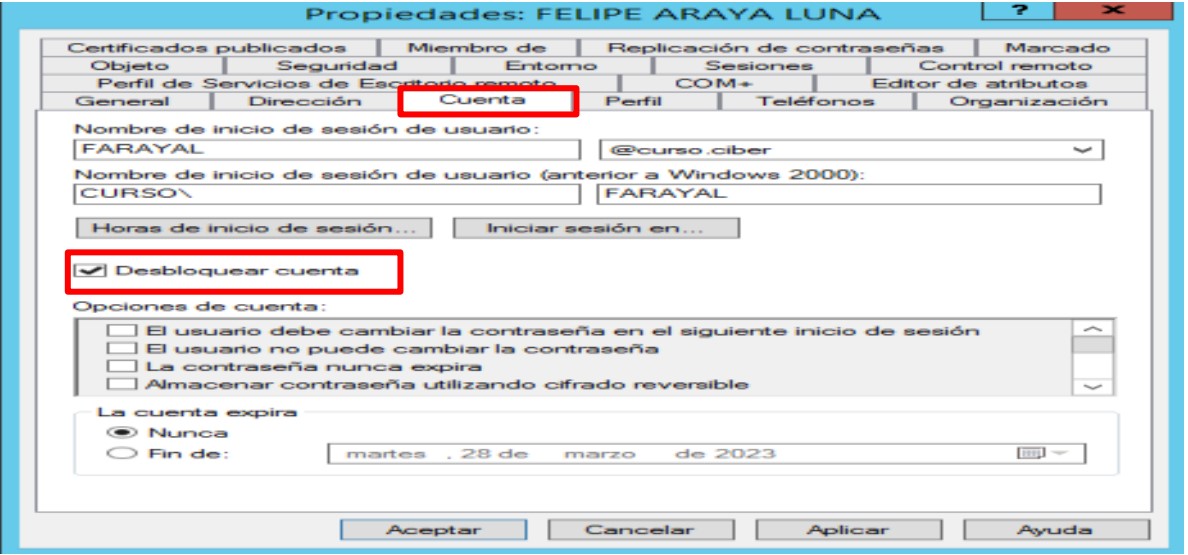 Propiedades: FELIPE ARAYA LUNA ? ×
Certificados publicados Miembro de Replicación de contraseñas Marcado
Objeto Seguridad Entorno Sesiones Control remoto
Perfil de Servicios de Escritorio remoto COM+ Editor de atributos
General Dirección Cuenta Perfil Teléfonos Organización
Nombre de inicio de sesión de usuario:
FARAYAL @curso.ciber
Nombre de inicio de sesión de usuario (anterior a Windows 2000):
CURSO\ FARAYAL
Horas de inicio de sesión... Iniciar sesión en...
Desbloquear cuenta
Opciones de cuenta:
El usuario debe cambiar la contraseña en el siguiente inicio de sesión
El usuario no puede cambiar la contraseña
La contraseña nunca expira
Almacenar contraseña utilizando cifrado reversible
La cuenta expira
Nunca
Fin de: martes , 28 de marzo de 2023
Aceptar Cancelar Aplicar Ayuda